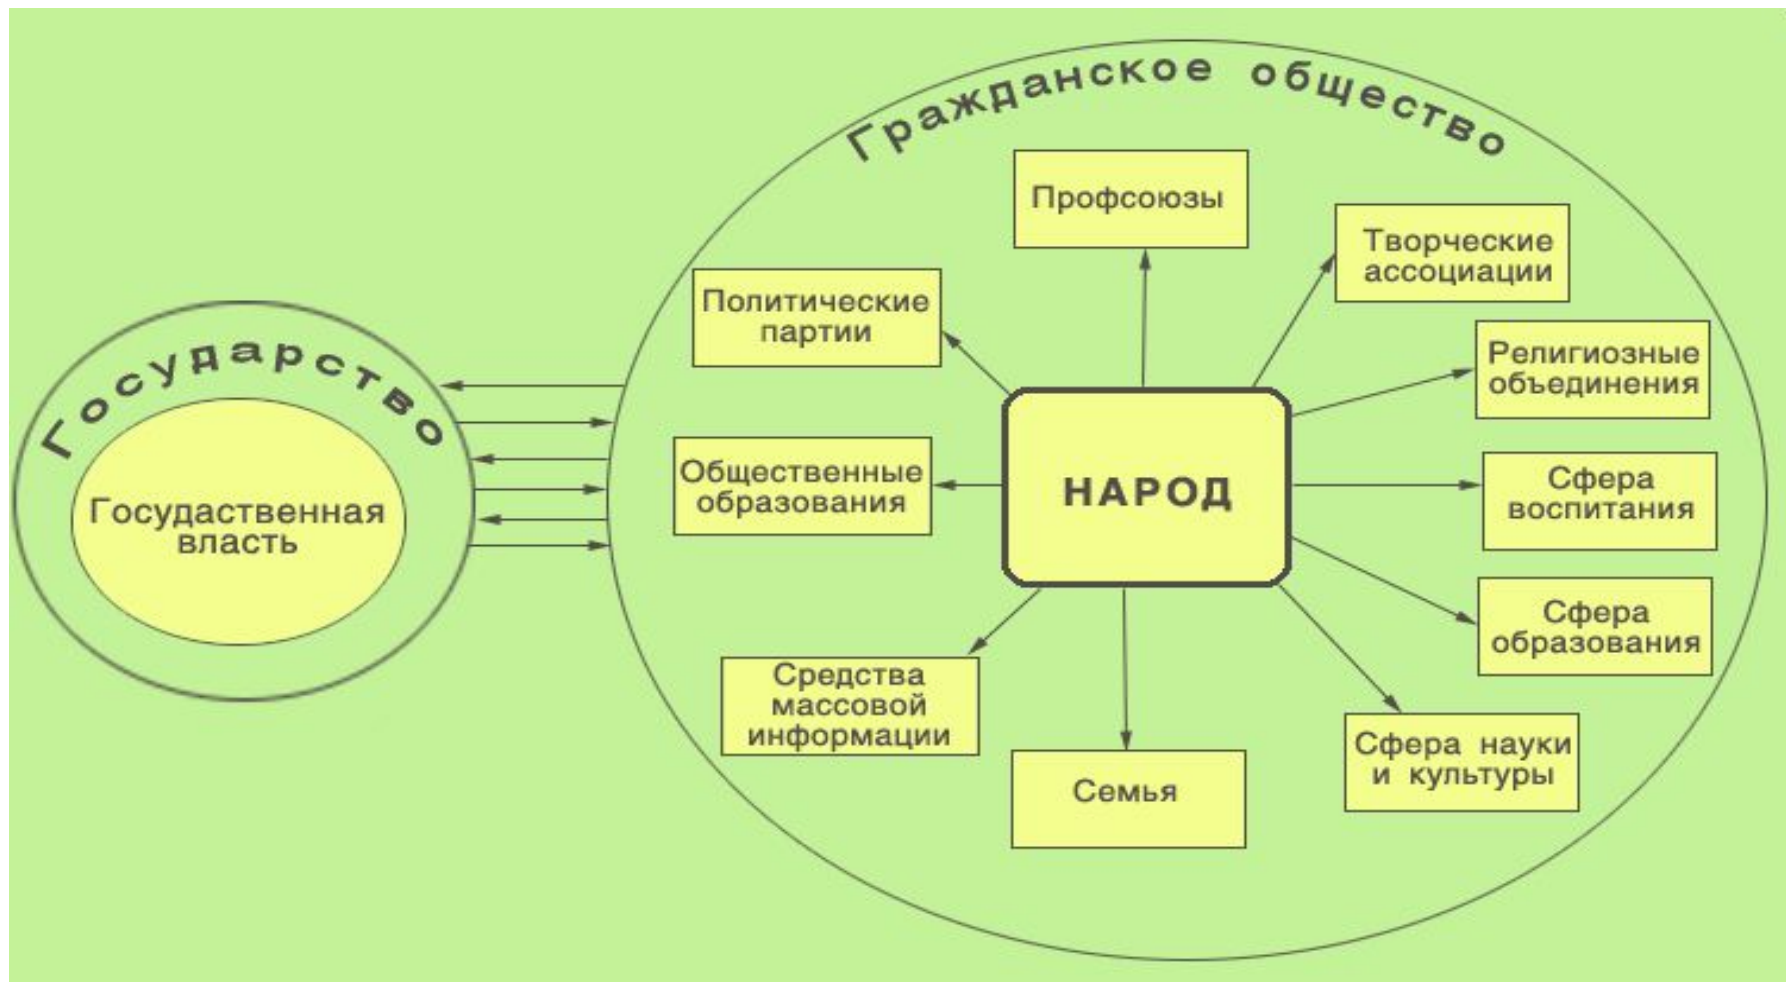 Гражданское общество
Профсоюзы
Творческие
ассоциации
Политические
партии
Религиозные
объединения
Государство
Государственная
власть
Общественные
образования
НАРОД
Сфера
воспитания
Сфера
образования
Средства
массовой
информации
Семья
Сфера науки
и культуры